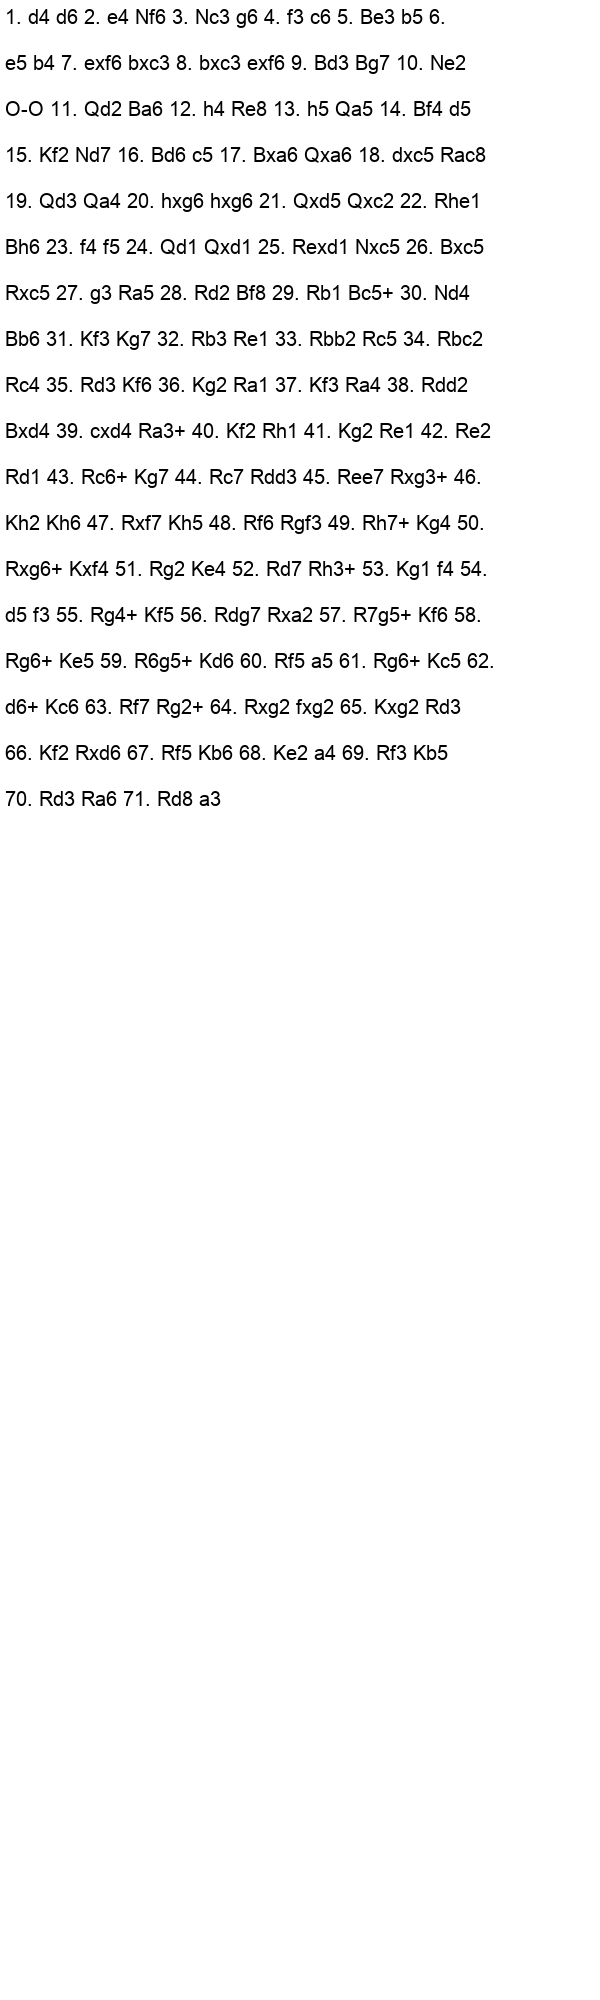 1. d4 d6 2. e4 Nf6 3. Nc3 g6 4. f3 c6 5. Be3 b5 6.
e5 b4 7. exf6 bxc3 8. bxc3 exf6 9. Bd3 Bg7 10. Ne2
O-O 11. Qd2 Ba6 12. h4 Re8 13. h5 Qa5 14. Bf4 d5
15. Kf2 Nd7 16. Bd6 c5 17. Bxa6 Qxa6 18. dxc5 Rac8
19. Qd3 Qa4 20. hxg6 hxg6 21. Qxd5 Qxc2 22. Rhe1
Bh6 23. f4 f5 24. Qd1 Qxd1 25. Rexd1 Nxc5 26. Bxc5
Rxc5 27. g3 Ra5 28. Rd2 Bf8 29. Rb1 Bc5+ 30. Nd4
Bb6 31. Kf3 Kg7 32. Rb3 Re1 33. Rbb2 Rc5 34. Rbc2
Rc4 35. Rd3 Kf6 36. Kg2 Ra1 37. Kf3 Ra4 38. Rdd2
Bxd4 39. cxd4 Ra3+ 40. Kf2 Rh1 41. Kg2 Re1 42. Re2
Rd1 43. Rc6+ Kg7 44. Rc7 Rdd3 45. Ree7 Rxg3+ 46.
Kh2 Kh6 47. Rxf7 Kh5 48. Rf6 Rgf3 49. Rh7+ Kg4 50.
Rxg6+ Kxf4 51. Rg2 Ke4 52. Rd7 Rh3+ 53. Kg1 f4 54.
d5 f3 55. Rg4+ Kf5 56. Rdg7 Rxa2 57. R7g5+ Kf6 58.
Rg6+ Ke5 59. R6g5+ Kd6 60. Rf5 a5 61. Rg6+ Kc5 62.
d6+ Kc6 63. Rf7 Rg2+ 64. Rxg2 fxg2 65. Kxg2 Rd3
66. Kf2 Rxd6 67. Rf5 Kb6 68. Ke2 a4 69. Rf3 Kb5
70. Rd3 Ra6 71. Rd8 a3